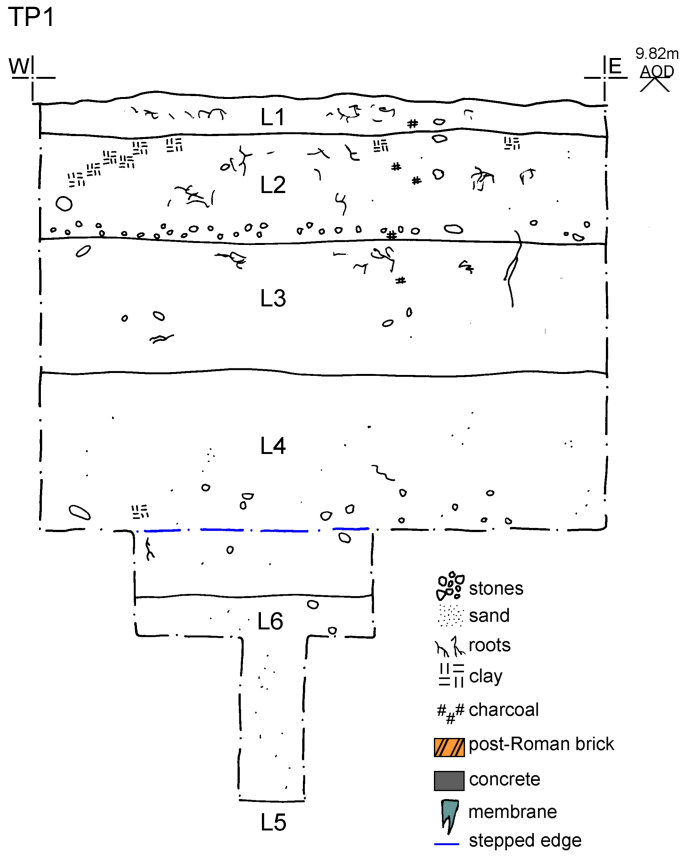 TP1
W
E
9.82m
AOD
L1
L2
L3
L4
L6
L5
stones
sand
roots
clay
charcoal
post-Roman brick
concrete
membrane
stepped edge